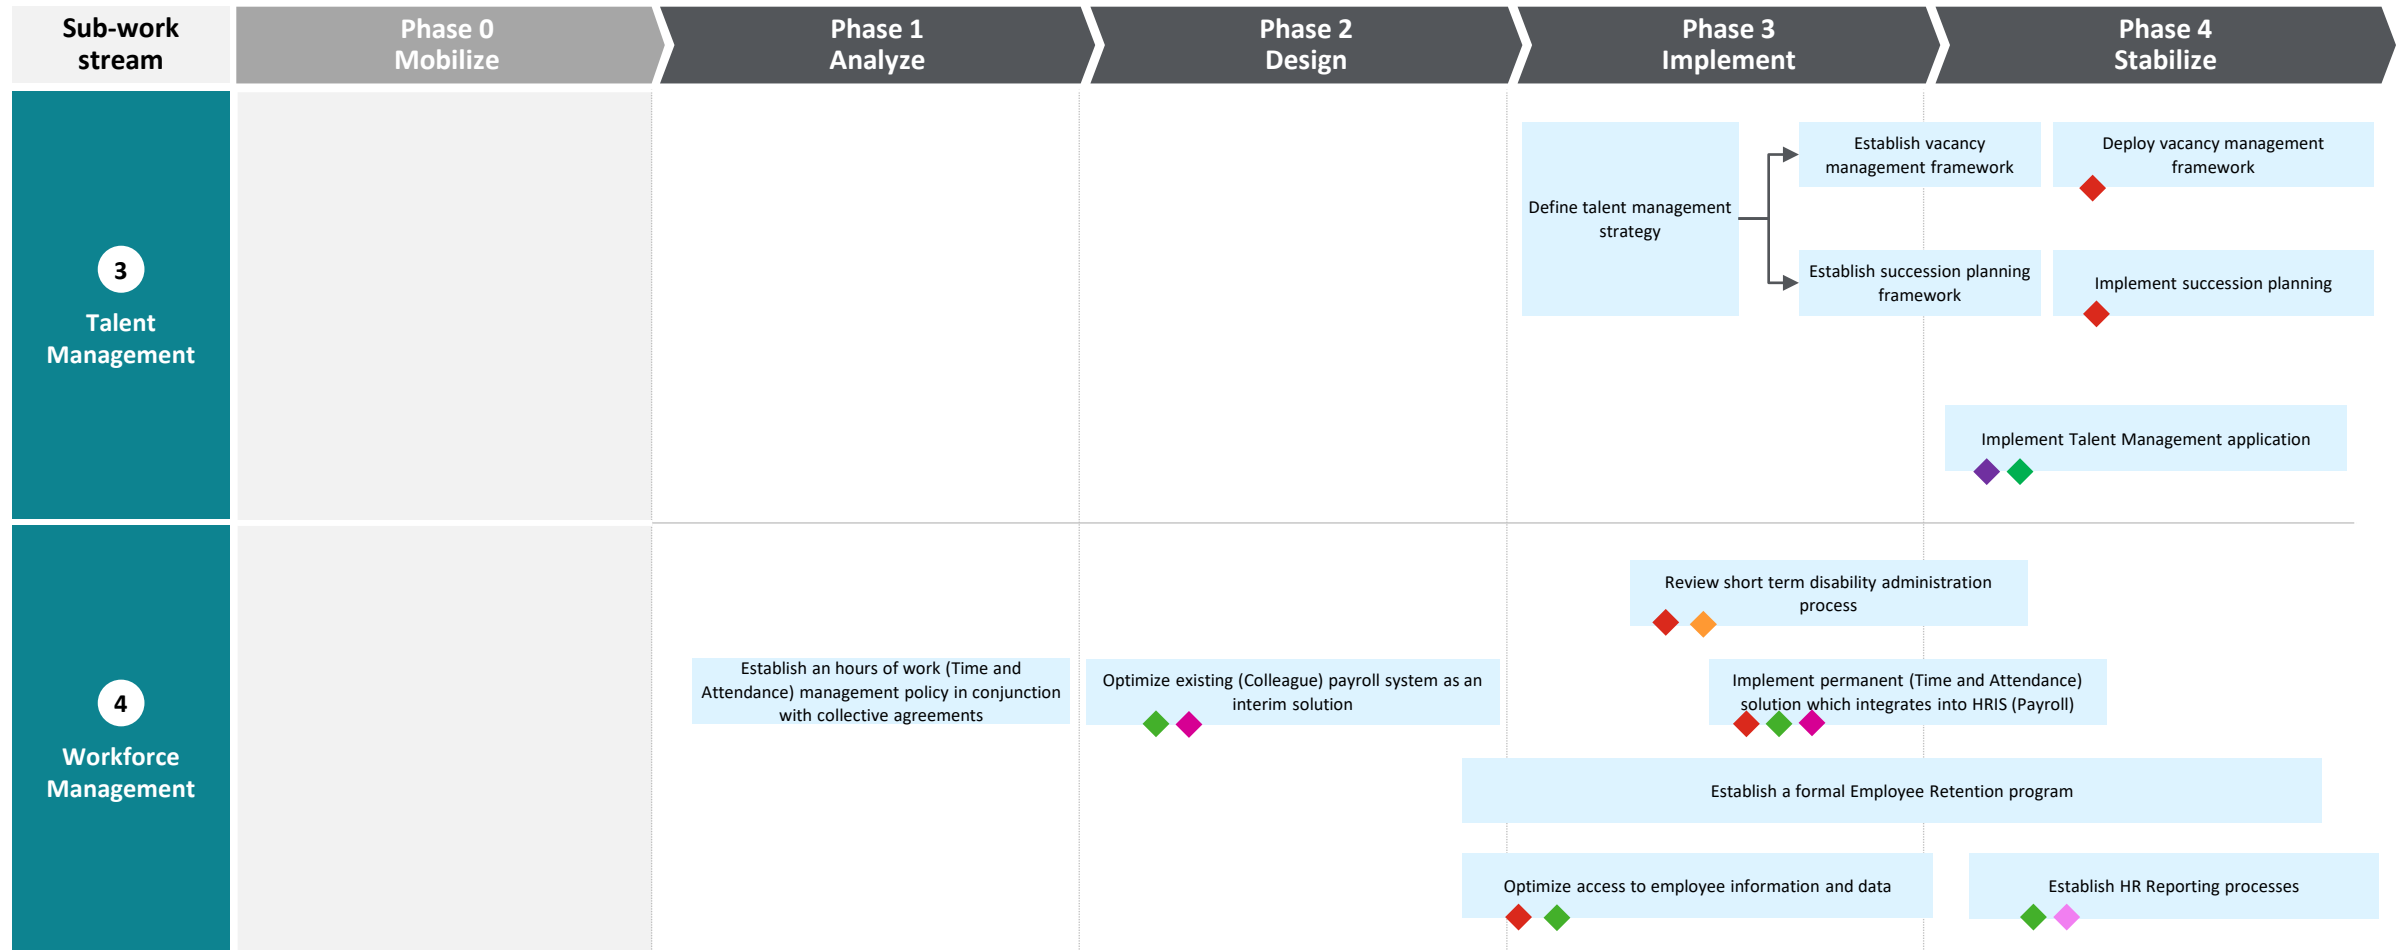 Sub-work
stream
Phase 0
Mobilize
Phase 1
Analyze
Phase 2
Design
Phase 3
Implement
Phase 4
Stabilize
3
Talent
Management
Define talent management
strategy
Establish vacancy
management framework
Deploy vacancy management
framework
Establish succession planning
framework
Implement succession planning
Implement Talent Management application
4
Workforce
Management
Review short term disability administration
process
Establish an hours of work (Time and
Attendance) management policy in conjunction
with collective agreements
Optimize existing (Colleague) payroll system as an
interim solution
Implement permanent (Time and Attendance)
solution which integrates into HRIS (Payroll)
Establish a formal Employee Retention program
Optimize access to employee information and data
Establish HR Reporting processes